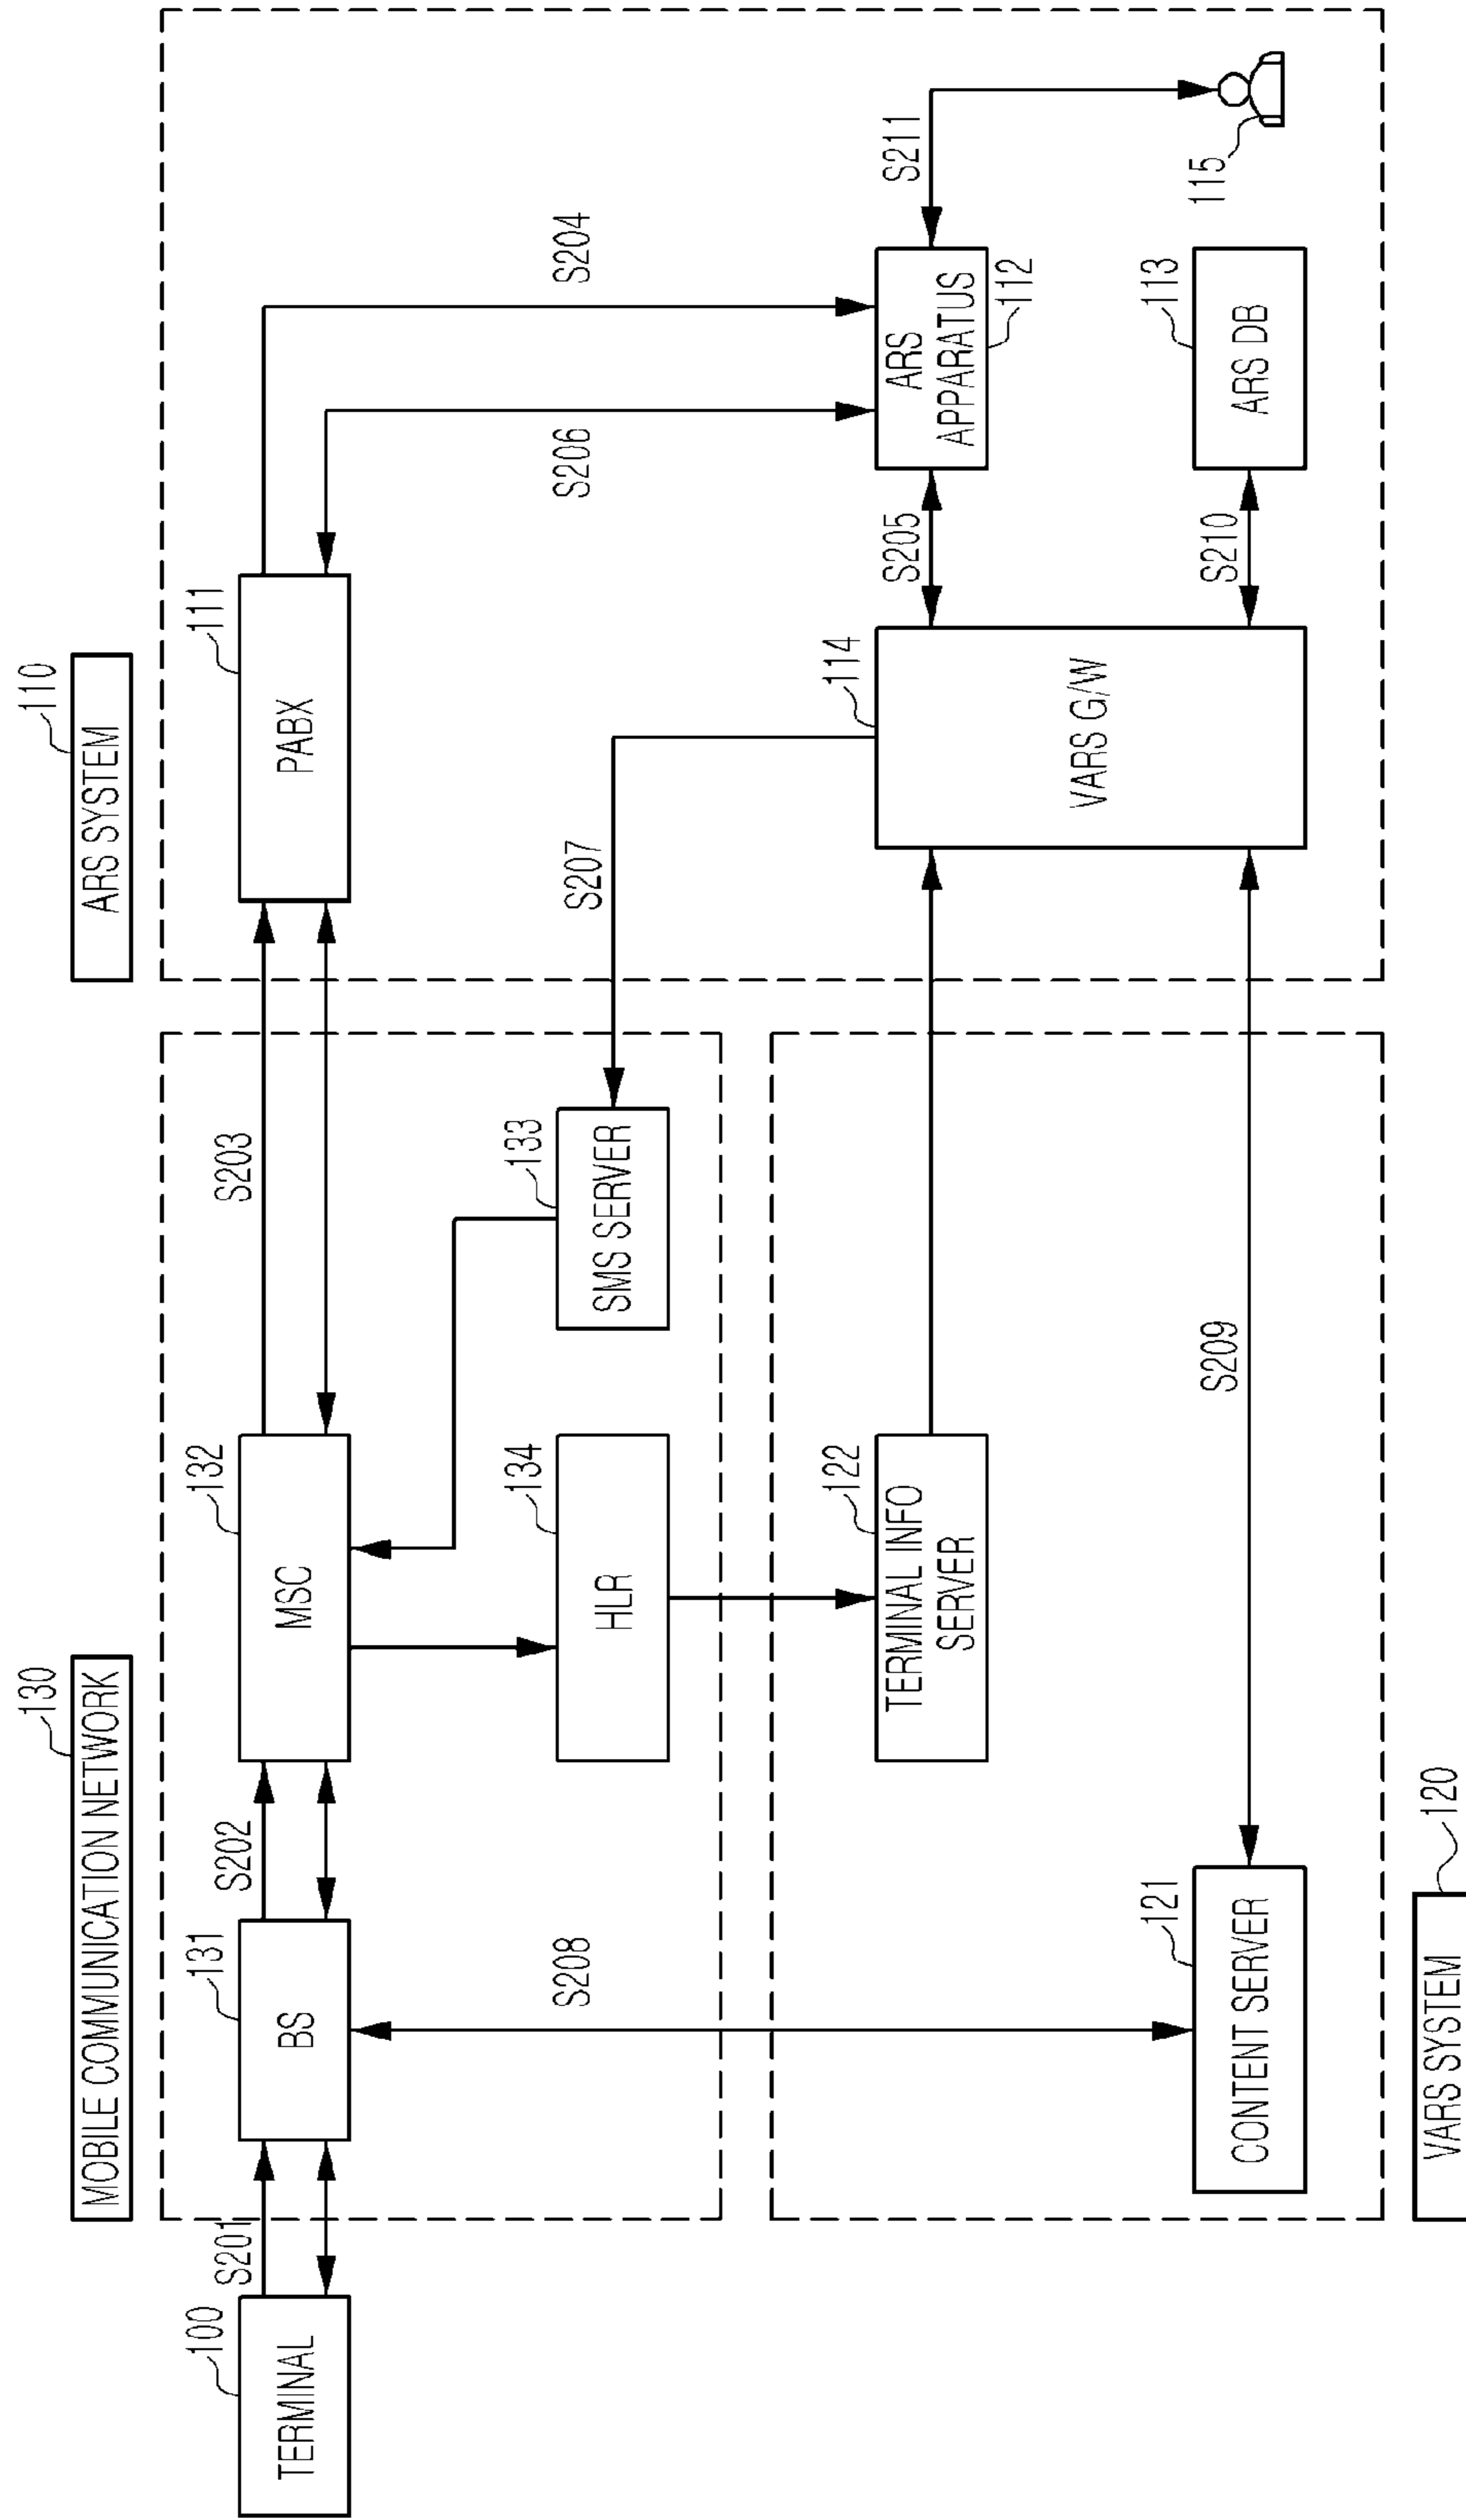 MOBILE COMMUNICATION NETWORK
130
ARS SYSTEM
110
TERMINAL
100
S201
BS
131
S202
MSC
132
S203
PABX
111
S204
S206
HLR
134
SMS SERVER
133
S207
S208
TERMINAL INFO
SERVER
122
VARS G/W
114
S205
ARS
APPARATUS
112
S211
115
CONTENT SERVER
121
S209
S210
ARS DB
113
VARS SYSTEM
120